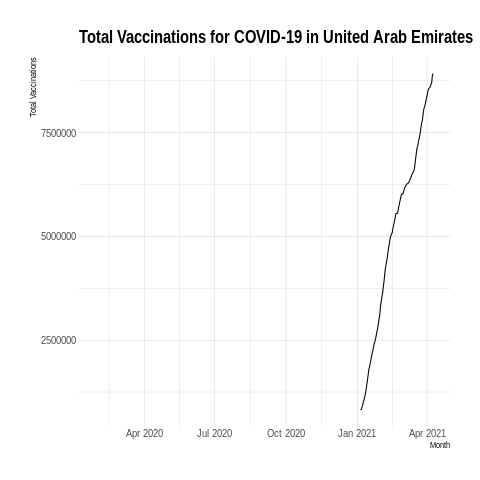 Total Vaccinations for COVID-19 in United Arab Emirates
Total Vaccinations
7500000
5000000
2500000
Apr 2020 Jul 2020 Oct 2020 Jan 2021 Apr 2021
Month